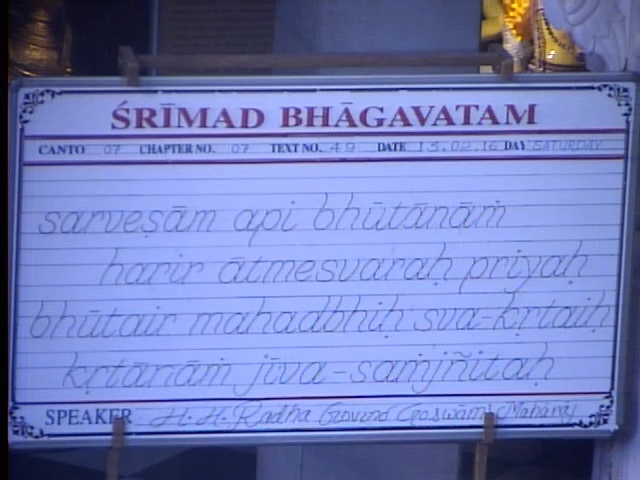 ŚRĪMAD BHĀGAVATAM
CANTO 07 CHAPTER NO. 07 TEXT NO. 49 DATE 13.02.16 DAY SATURDAY
sarveṣām api bhūtānāṁ
harir ātmesvaraḥ priyaḥ
bhūtair mahadbhiḥ sva-kṛtaiḥ
kṛtānāṁ jīva-saṁjñitaḥ
SPEAKER H. H. Radha Govind Goswami Maharaj